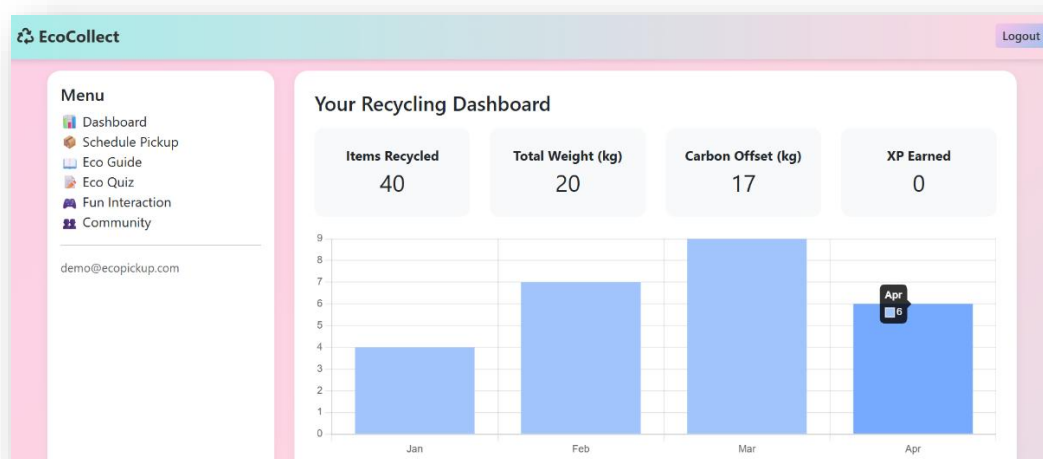 EcoCollect
Logout
Menu
Dashboard
Schedule Pickup
Eco Guide
Eco Quiz
Fun Interaction
Community
demo@ecopickup.com
Your Recycling Dashboard
Items Recycled
40
Total Weight (kg)
20
Carbon Offset (kg)
17
XP Earned
0
9
8
7
6
5
4
3
2
1
0
Apr
6
Jan
Feb
Mar
Apr